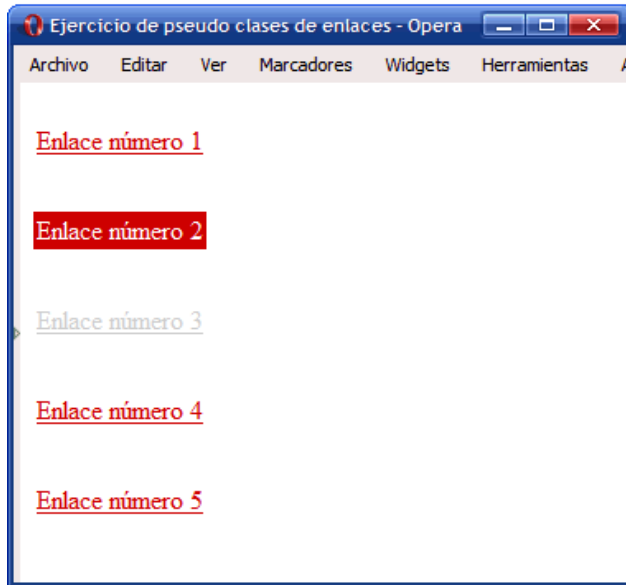 Ejercicio de pseudo clases de enlaces - Opera
Archivo Editar Ver Marcadores Widgets Herramientas
Enlace número 1
Enlace número 2
Enlace número 3
Enlace número 4
Enlace número 5